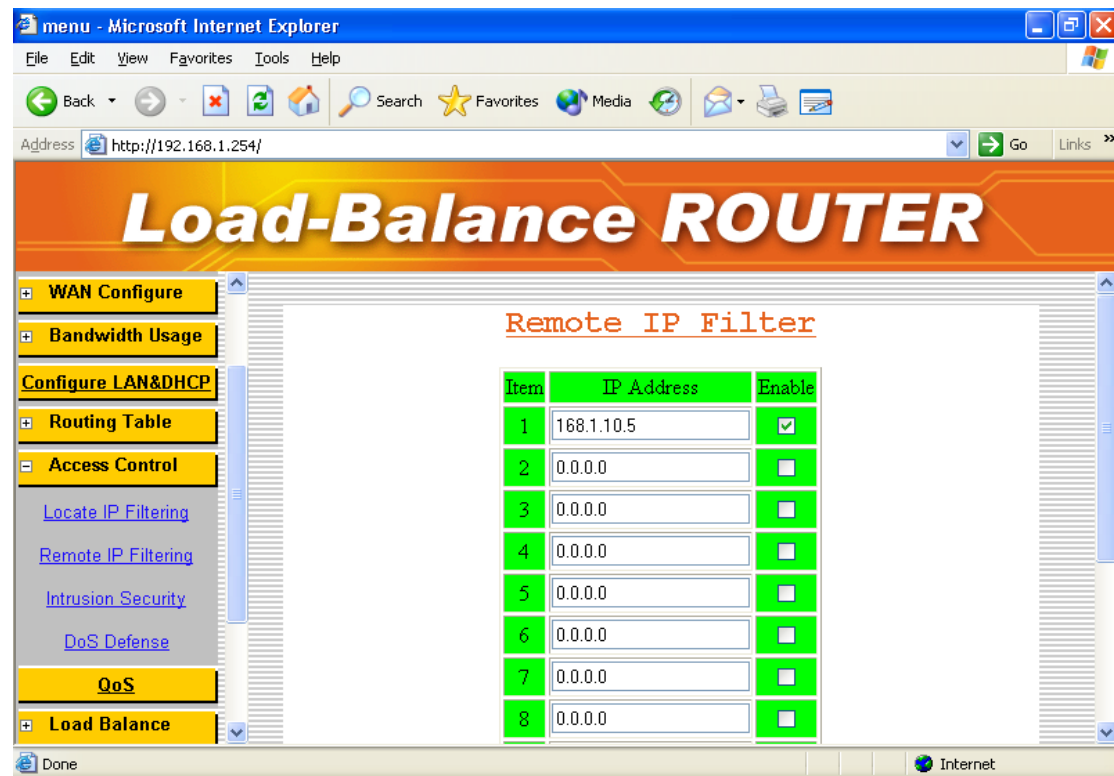 menu - Microsoft Internet Explorer
File Edit View Favorites Tools Help
Back Search Favorites Media
Address http://192.168.1.254/ Go Links »
Load-Balance ROUTER
WAN Configure
Bandwidth Usage
Configure LAN&DHCP
Routing Table
Access Control
Locate IP Filtering
Remote IP Filtering
Intrusion Security
DoS Defense
QoS
Load Balance
Remote IP Filter
Item IP Address Enable
1 168.1.10.5
2 0.0.0.0
3 0.0.0.0
4 0.0.0.0
5 0.0.0.0
6 0.0.0.0
7 0.0.0.0
8 0.0.0.0
Done Internet